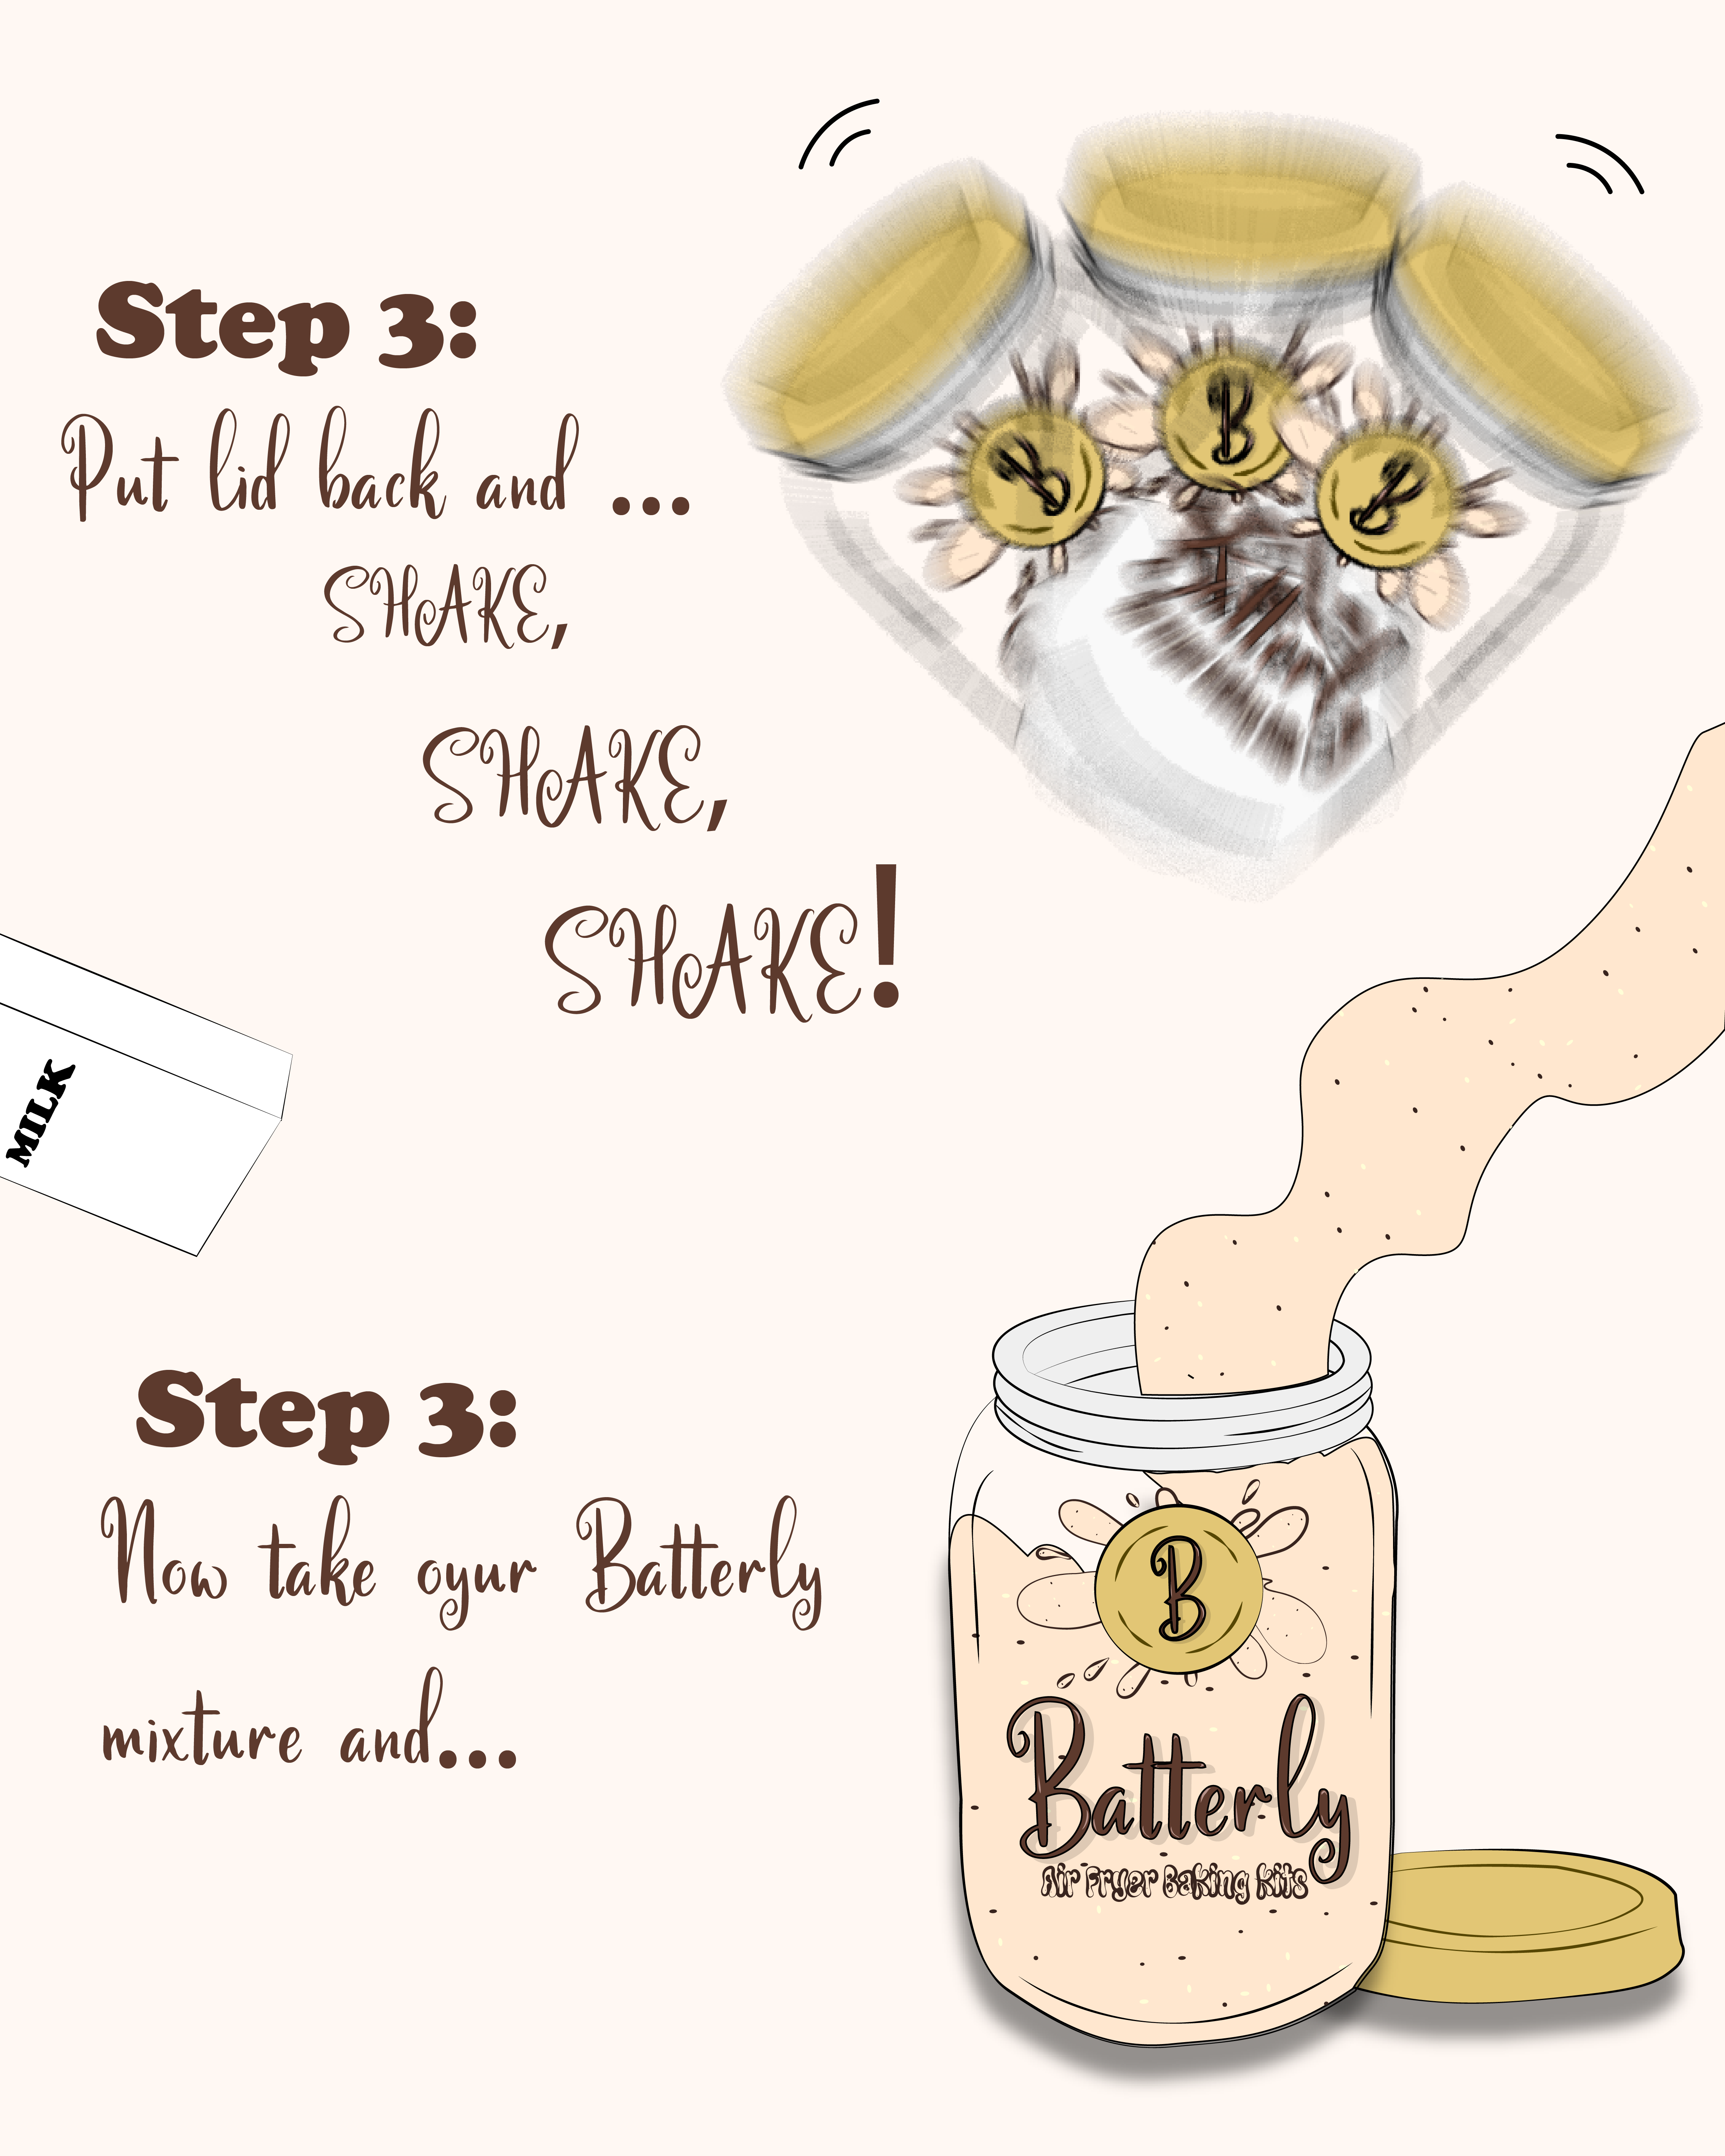 Step 3:
Put lid back and ...
SHAKE,
SHAKE,
SHAKE!
B
B
B
MILK
Step 3:
Now take oyur Batterly
mixture and...
B
Batterly
Air Fryer Baking Kits